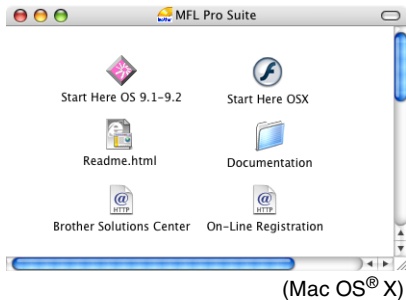 MFL Pro Suite
Start Here OS 9.1-9.2
Start Here OSX
Readme.html
Documentation
@
HTTP
@
HTTP
Brother Solutions Center
On-Line Registration
(Mac OS® X)